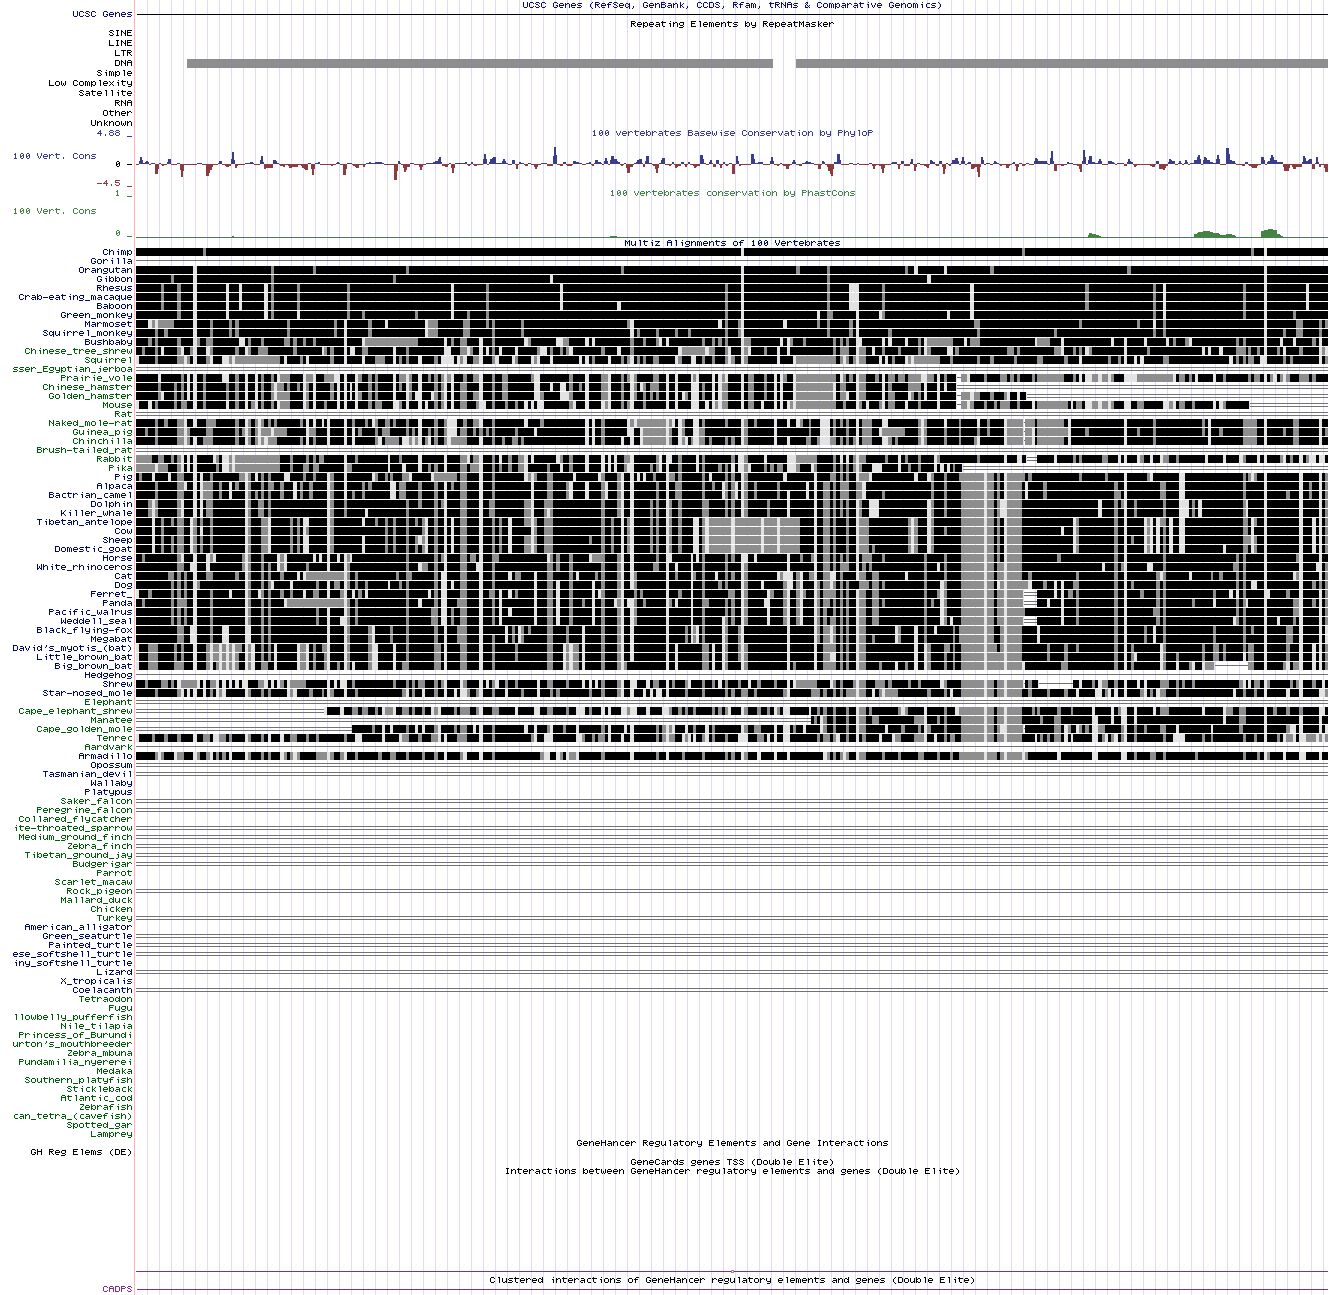 UCSC Genes (RefSeq, GenBank, CCDS, Rfam, tRNAs & Comparative Genomics)
UCSC Genes
Repeating Elements by RepeatMasker
SINE
LINE
LTR
DNA
Simple
Low Complexity
Satellite
RNA
Other
Unknown
4.88 _
100 vertebrates Basewise Conservation by PhyloP
100 Vert. Cons
0 _
-4.5 _
1 _
100 vertebrates conservation by PhastCons
100 Vert. Cons
0 _
Multiz Alignments of 100 Vertebrates
Chimp
Gorilla
Orangutan
Gibbon
Rhesus
Crab-eating_macaque
Baboon
Green_monkey
Marmoset
Squirrel_monkey
Bushbaby
Chinese_tree_shrew
Squirrel
sser_Egyptian_jerboa
Prairie_vole
Chinese_hamster
Golden_hamster
Mouse
Rat
Naked_mole-rat
Guinea_pig
Chinchilla
Brush-tailed_rat
Rabbit
Pika
Pig
Alpaca
Bactrian_camel
Dolphin
Killer_whale
Tibetan_antelope
Cow
Sheep
Domestic_goat
Horse
White_rhinoceros
Cat
Dog
Ferret_
Panda
Pacific_walrus
Weddell_seal
Black_flying-fox
Megabat
David's_myotis_(bat)
Little_brown_bat
Big_brown_bat
Hedgehog
Shrew
Star-nosed_mole
Elephant
Cape_elephant_shrew
Manatee
Cape_golden_mole
Tenrec
Aardvark
Armadillo
Opossum
Tasmanian_devil
Wallaby
Platypus
Saker_falcon
Peregrine_falcon
Collared_flycatcher
ite-throated_sparrow
Medium_ground_finch
Zebra_finch
Tibetan_ground_jay
Budgerigar
Parrot
Scarlet_macaw
Rock_pigeon
Mallard_duck
Chicken
Turkey
American_alligator
Green_seaturtle
Painted_turtle
ese_softshell_turtle
iny_softshell_turtle
Lizard
X_tropicalis
Coelacanth
Tetraodon
Fugu
llowbelly_pufferfish
Nile_tilapia
Princess_of_Burundi
urton's_mouthbreeder
Zebra_mbuna
Pundamilia_nyererei
Medaka
Southern_platyfish
Stickleback
Atlantic_cod
Zebrafish
can_tetra_(cavefish)
Spotted_gar
Lamprey
GeneHancer Regulatory Elements and Gene Interactions
GH Reg Elems (DE)
GeneCards genes TSS (Double Elite)
Interactions between GeneHancer regulatory elements and genes (Double Elite)
Clustered interactions of GeneHancer regulatory elements and genes (Double Elite)
CADPS